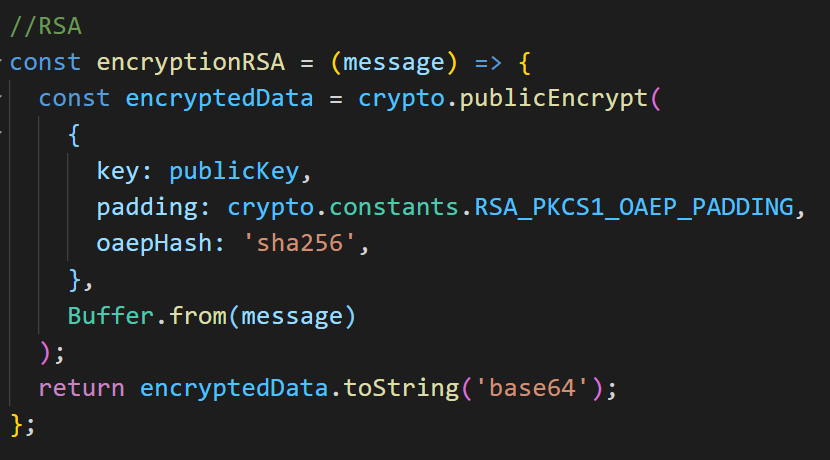 //RSA
const encryptionRSA = (message) => {
const encryptedData = crypto.publicEncrypt(
{
key: publicKey,
padding: crypto.constants.RSA_PKCS1_OAEP_PADDING,
oaepHash: 'sha256',
},
Buffer.from(message)
);
return encryptedData.toString('base64');
};